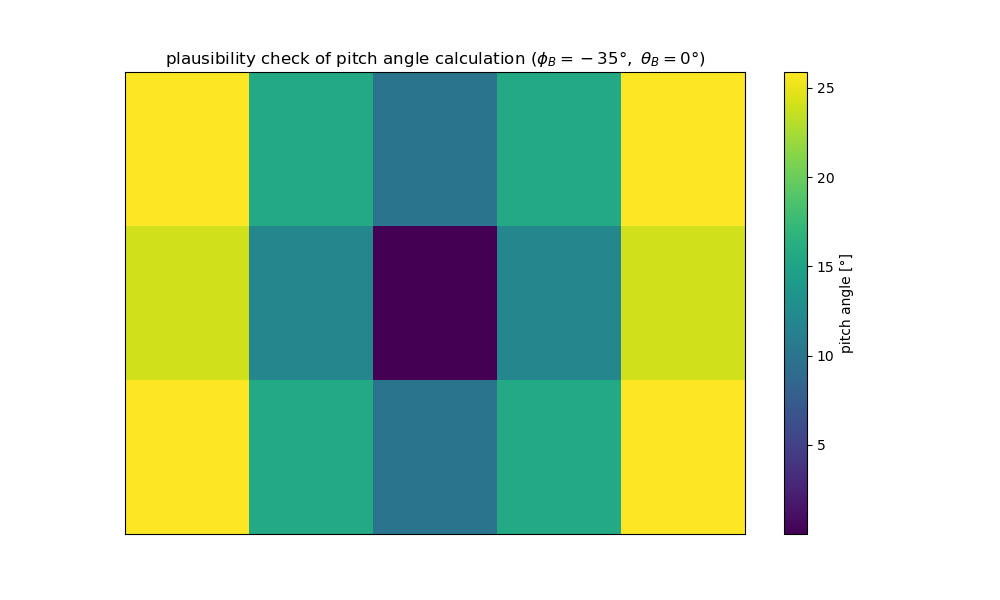 plausibility check of pitch angle calculation (ϕ_B = −35°, θ_B = 0°)
25
20
15
10
5
pitch angle [°]